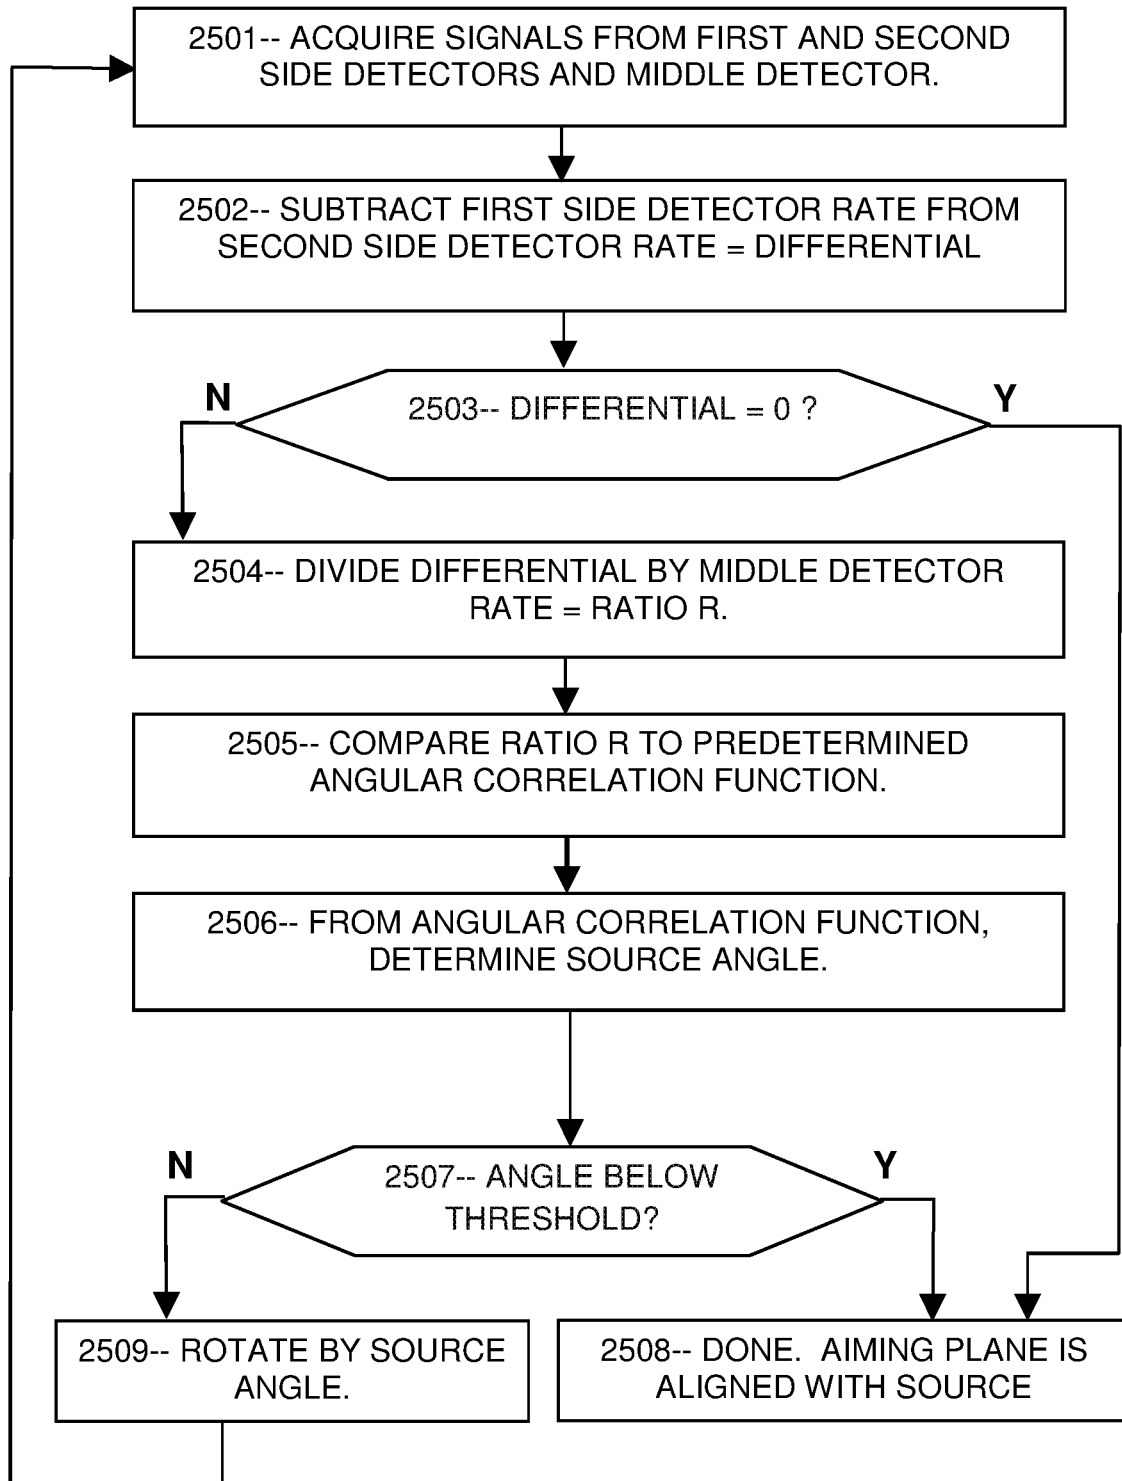 2501-- ACQUIRE SIGNALS FROM FIRST AND SECOND
SIDE DETECTORS AND MIDDLE DETECTOR.
2502-- SUBTRACT FIRST SIDE DETECTOR RATE FROM
SECOND SIDE DETECTOR RATE = DIFFERENTIAL
N
2503-- DIFFERENTIAL = 0 ?
Y
2504-- DIVIDE DIFFERENTIAL BY MIDDLE DETECTOR
RATE = RATIO R.
2505-- COMPARE RATIO R TO PREDETERMINED
ANGULAR CORRELATION FUNCTION.
2506-- FROM ANGULAR CORRELATION FUNCTION,
DETERMINE SOURCE ANGLE.
N
2507-- ANGLE BELOW
THRESHOLD?
Y
2509-- ROTATE BY SOURCE
ANGLE.
2508-- DONE. AIMING PLANE IS
ALIGNED WITH SOURCE